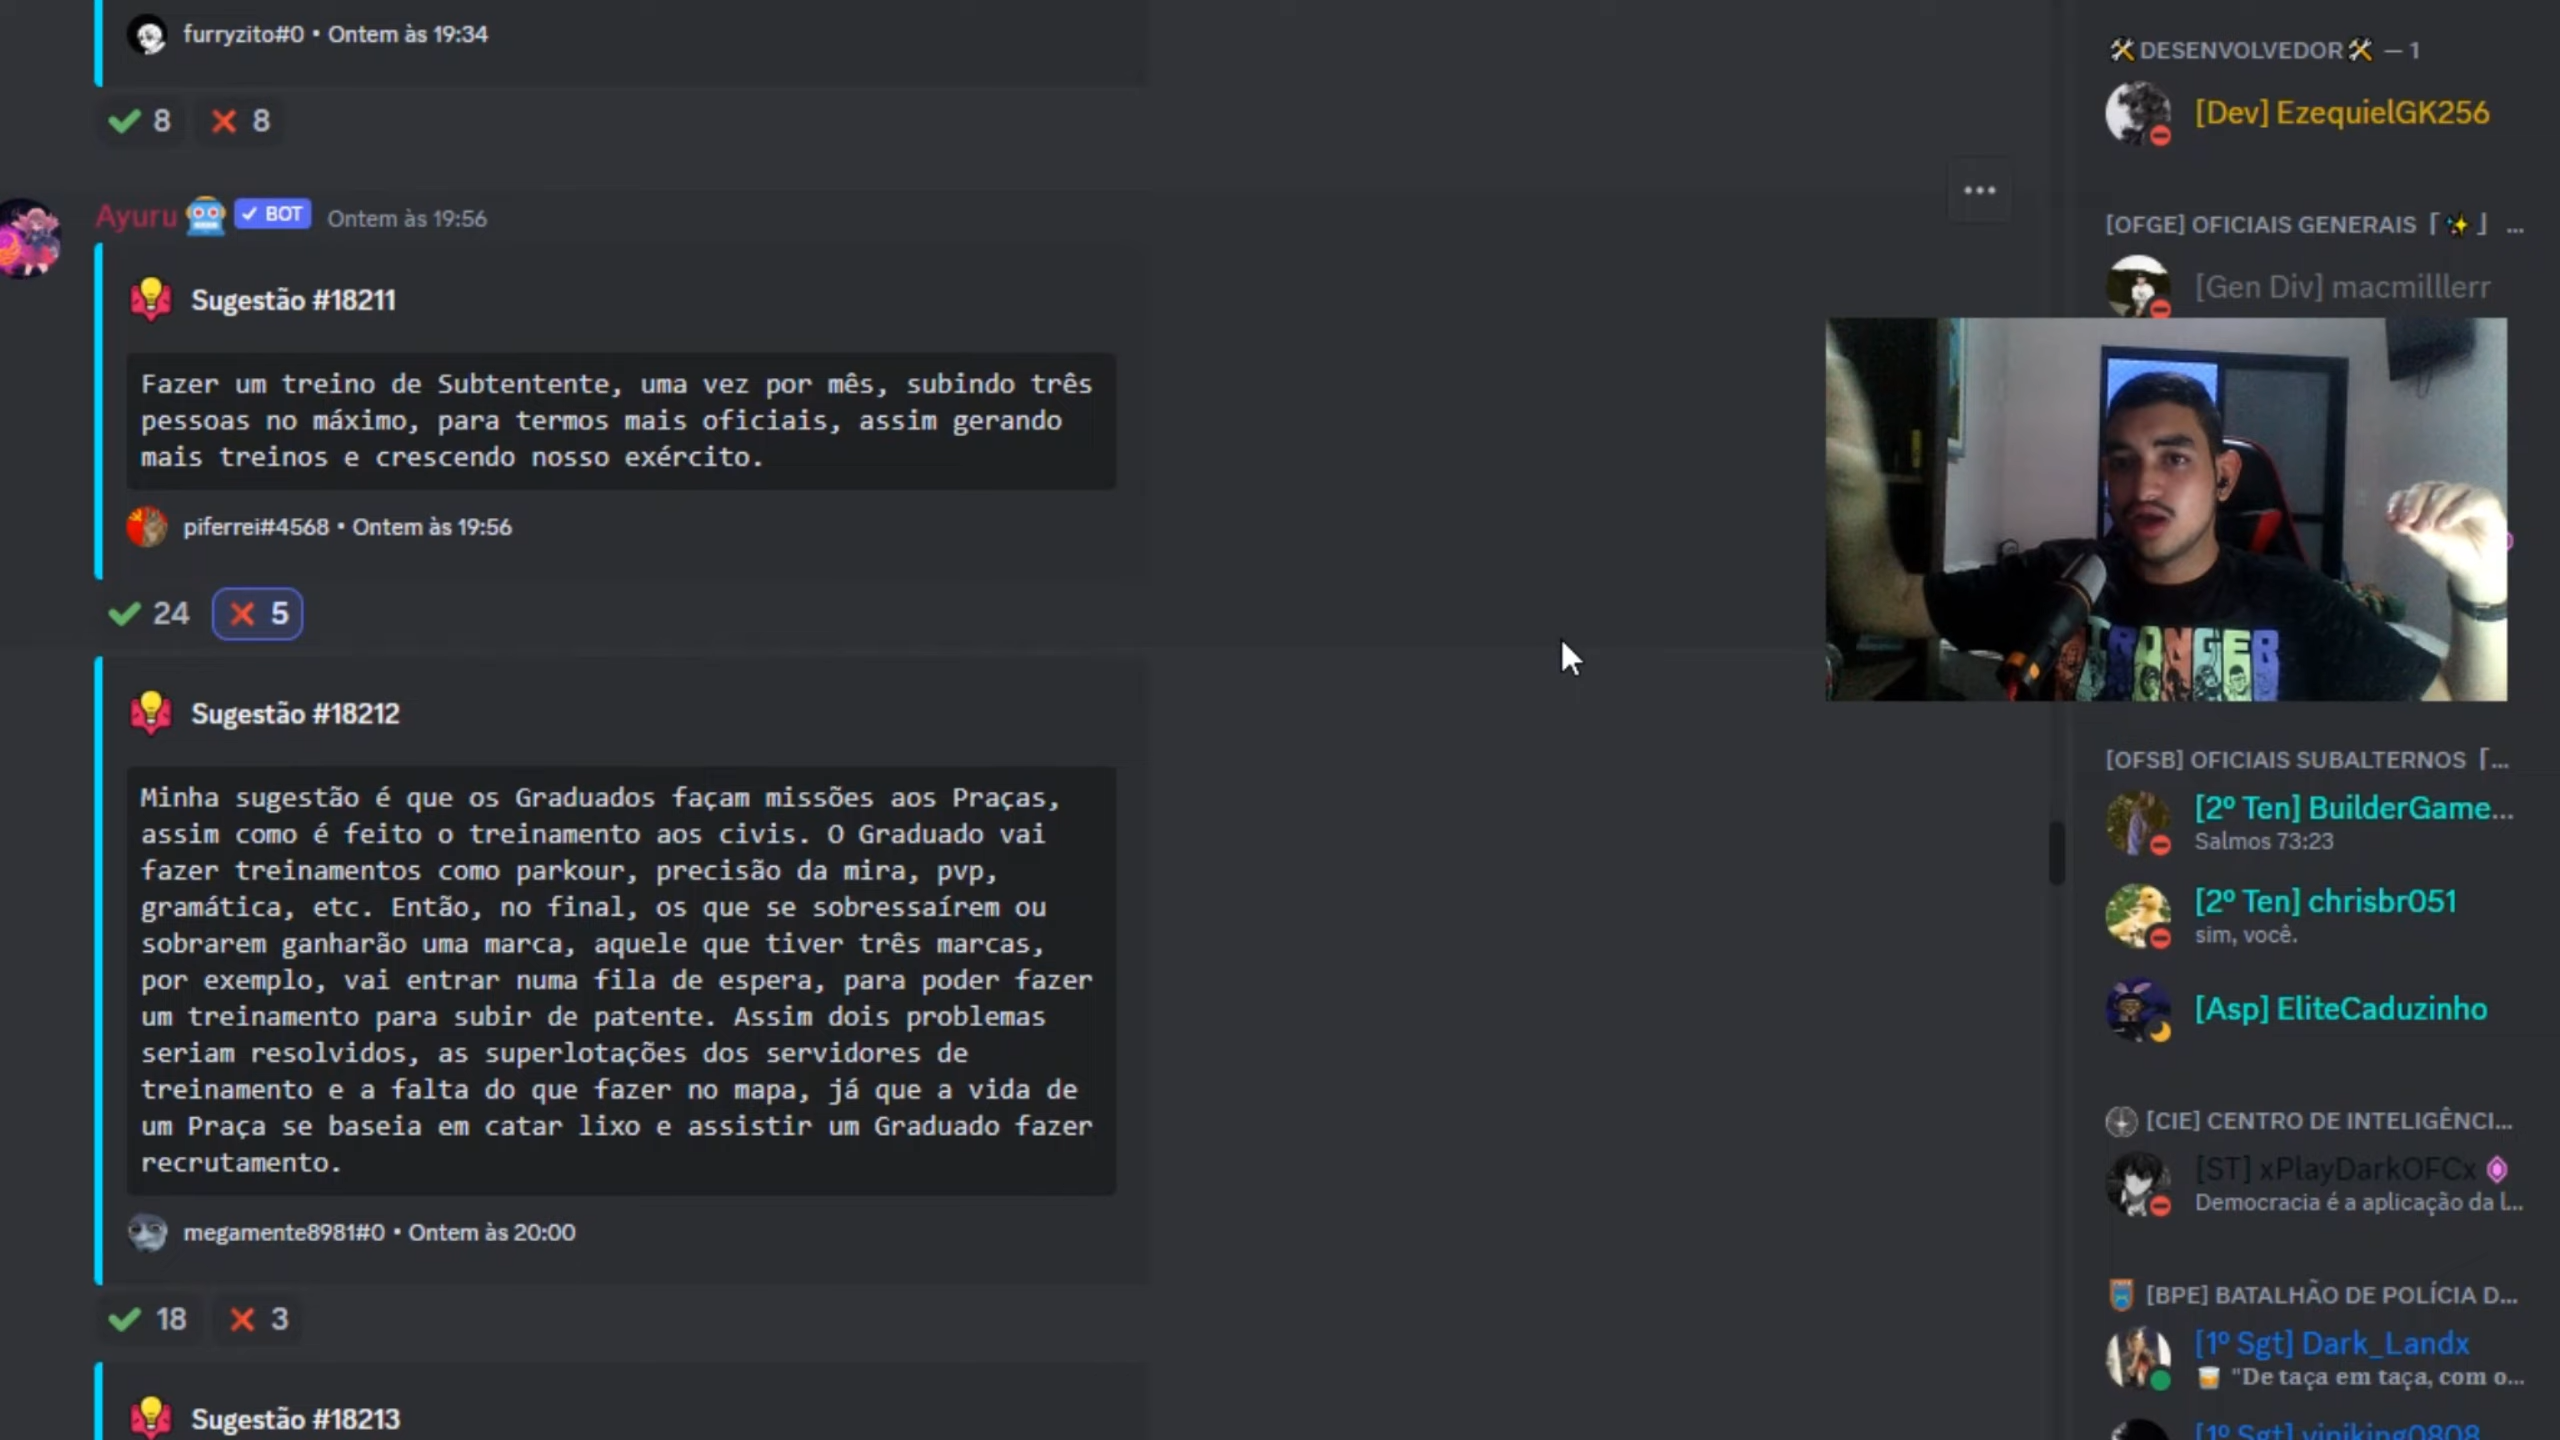 furryzito#0 • Ontem às 19:34
8 8
Ayuru BOT Ontem às 19:56
Sugestão #18211
Fazer um treino de Subtentente, uma vez por mês, subindo três
pessoas no máximo, para termos mais oficiais, assim gerando
mais treinos e crescendo nosso exército.
piferrei#4568 • Ontem às 19:56
24 5
Sugestão #18212
Minha sugestão é que os Graduados façam missões aos Praças,
assim como é feito o treinamento aos civis. O Graduado vai
fazer treinamentos como parkour, precisão da mira, pvp,
gramática, etc. Então, no final, os que se sobressaírem ou
sobrarem ganharão uma marca, aquele que tiver três marcas,
por exemplo, vai entrar numa fila de espera, para poder fazer
um treinamento para subir de patente. Assim dois problemas
seriam resolvidos, as superlotações dos servidores de
treinamento e a falta do que fazer no mapa, já que a vida de
um Praça se baseia em catar lixo e assistir um Graduado fazer
recrutamento.
megamente8981#0 • Ontem às 20:00
18 3
Sugestão #18213
DESENVOLVEDOR — 1
[Dev] EzequielGK256
[OFGE] OFICIAIS GENERAIS 「✨」 ...
[Gen Div] macmilllerr
STRANGER
[OFSB] OFICIAIS SUBALTERNOS 「...
[2º Ten] BuilderGame...
Salmos 73:23
[2º Ten] chrisbr051
sim, você.
[Asp] EliteCaduzinho
[CIE] CENTRO DE INTELIGÊNCI...
[ST] xPlayDarkOFCx
Democracia é a aplicação da l...
[BPE] BATALHÃO DE POLÍCIA D...
[1º Sgt] Dark_Landx
"De taça em taça, com o...
[1º Sgt] viniking0808